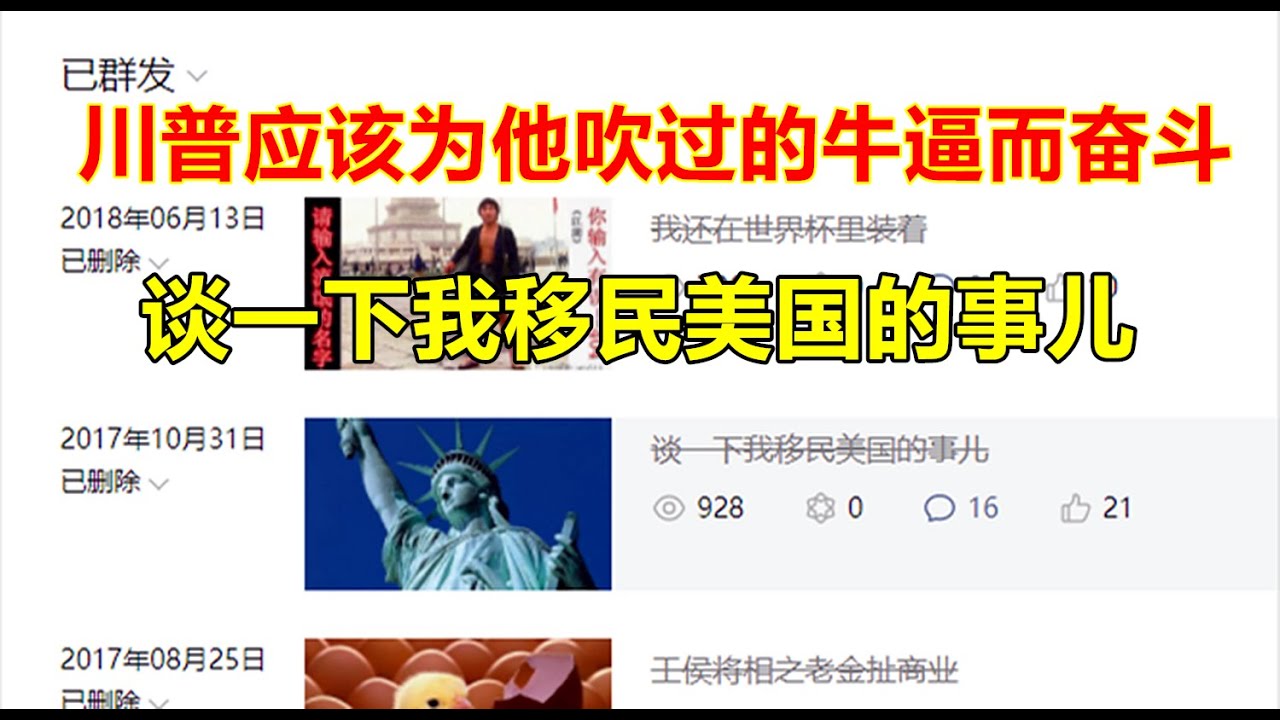 已群发
川普应该为他吹过的牛逼而奋斗
2018年06月13日
已删除
请输入
的名字
你输入
我还在世界杯里装着
谈一下我移民美国的事儿
2017年10月31日
已删除
谈一下我移民美国的事儿
928
0
16
21
2017年08月25日
已删除
王侯将相之老金扯商业